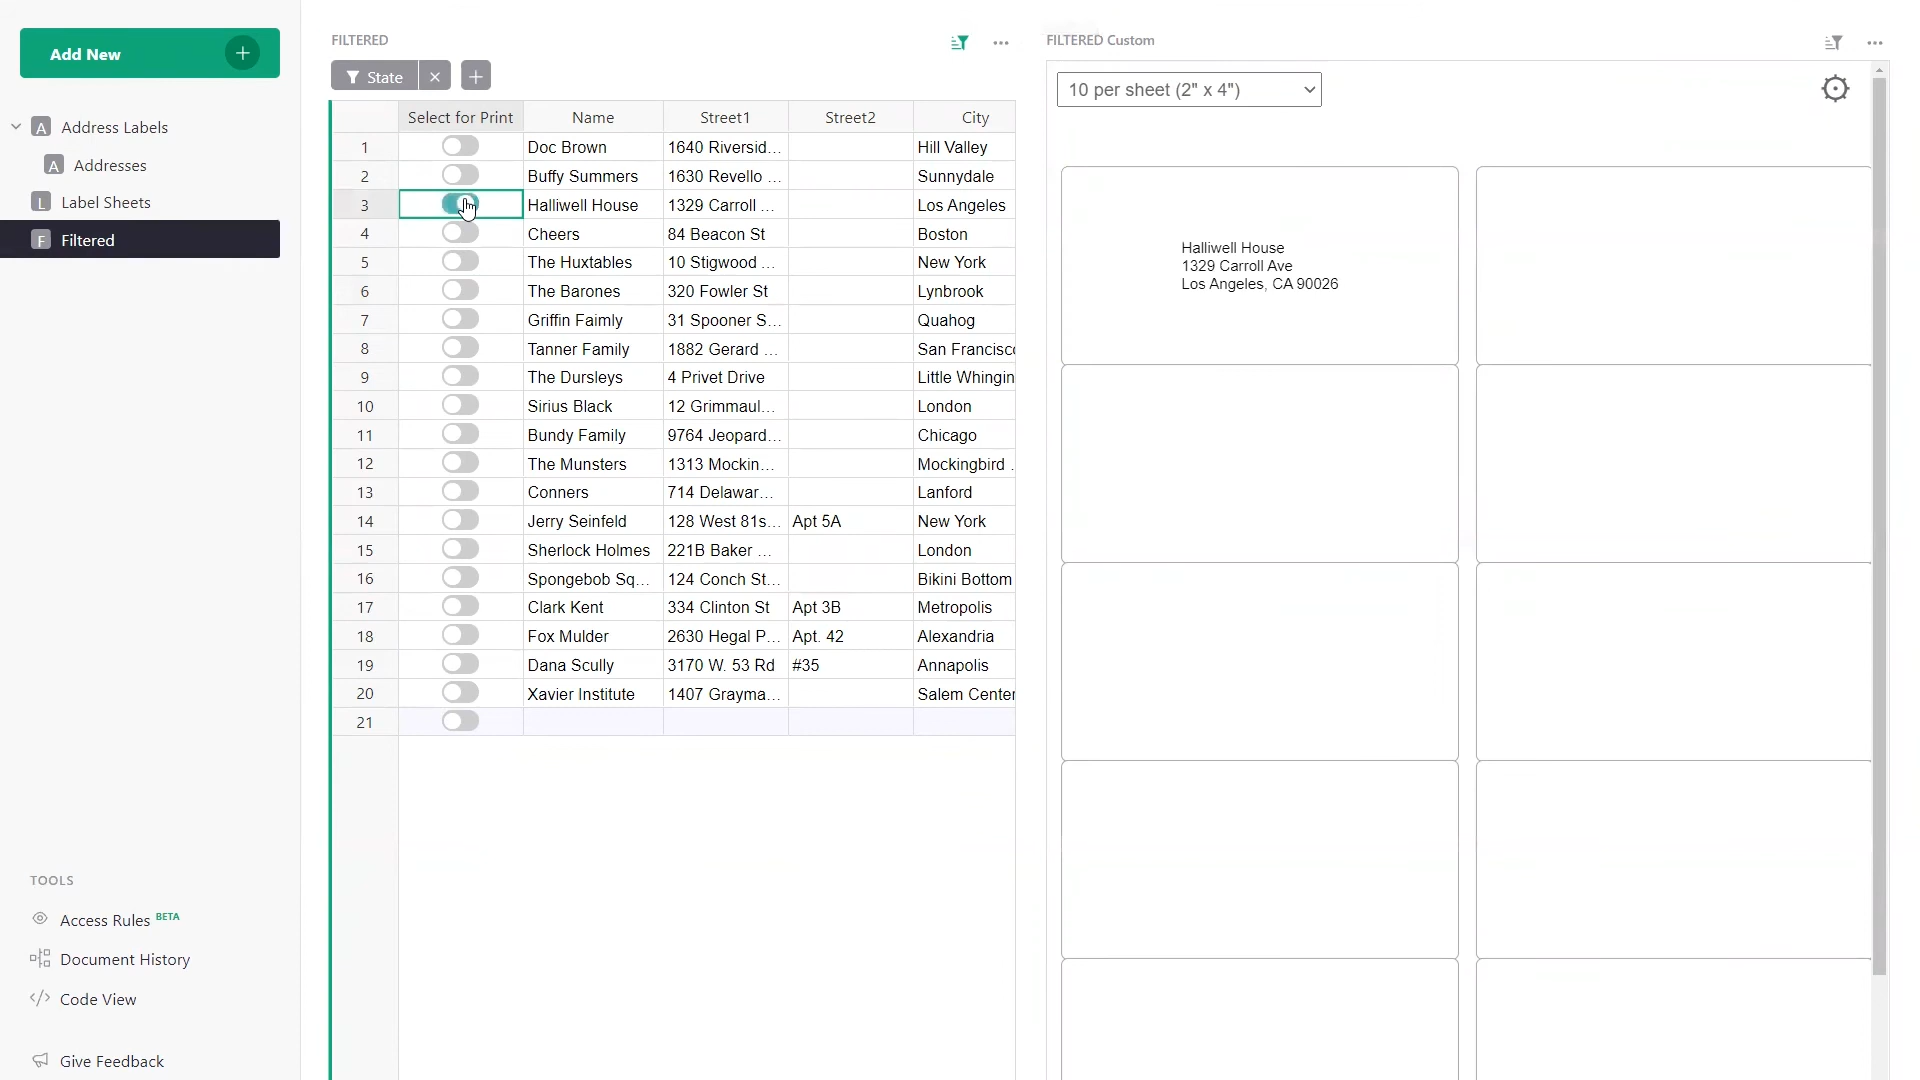 Add New
A Address Labels
A Addresses
L Label Sheets
F Filtered
TOOLS
Access Rules BETA
Document History
Code View
Give Feedback
FILTERED
State
Select for Print Name Street1 Street2 City
1 Doc Brown 1640 Riversid... Hill Valley
2 Buffy Summers 1630 Revello ... Sunnydale
3 Halliwell House 1329 Carroll ... Los Angeles
4 Cheers 84 Beacon St Boston
5 The Huxtables 10 Stigwood ... New York
6 The Barones 320 Fowler St Lynbrook
7 Griffin Faimly 31 Spooner S... Quahog
8 Tanner Family 1882 Gerard ... San Francisc
9 The Dursleys 4 Privet Drive Little Whingin
10 Sirius Black 12 Grimmaul... London
11 Bundy Family 9764 Jeopard... Chicago
12 The Munsters 1313 Mockin... Mockingbird .
13 Conners 714 Delawar... Lanford
14 Jerry Seinfeld 128 West 81s... Apt 5A New York
15 Sherlock Holmes 221B Baker ... London
16 Spongebob Sq... 124 Conch St... Bikini Bottom
17 Clark Kent 334 Clinton St Apt 3B Metropolis
18 Fox Mulder 2630 Hegal P... Apt. 42 Alexandria
19 Dana Scully 3170 W. 53 Rd #35 Annapolis
20 Xavier Institute 1407 Grayma... Salem Center
21
FILTERED Custom
10 per sheet (2" x 4")
Halliwell House
1329 Carroll Ave
Los Angeles, CA 90026